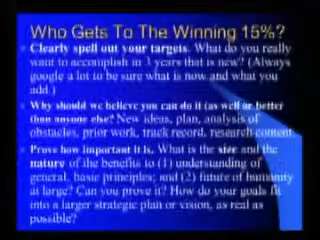 Who Gets To The Winning 15%?
Clearly spell out your targets. What do you really
want to accomplish in 3 years that is new? (Always
google a lot to be sure what is now and what you
add.)
Why should we believe you can do it (as well or better
than anyone else? New ideas, plan, analysis of
obstacles, prior work, track record, research content
Prove how important it is. What is the size and the
nature of the benefits to (1) understanding of
general, basic principles; and (2) future of humanity
at large? Can you prove it? How do your goals fit
into a larger strategic plan or vision, as real as
possible?